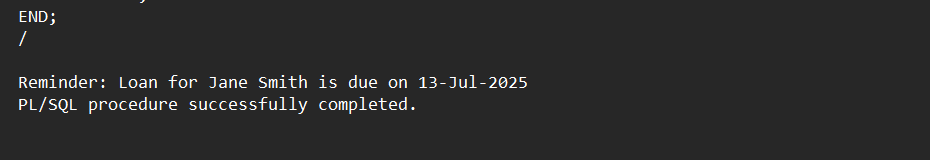 END;
/
Reminder: Loan for Jane Smith is due on 13-Jul-2025
PL/SQL procedure successfully completed.